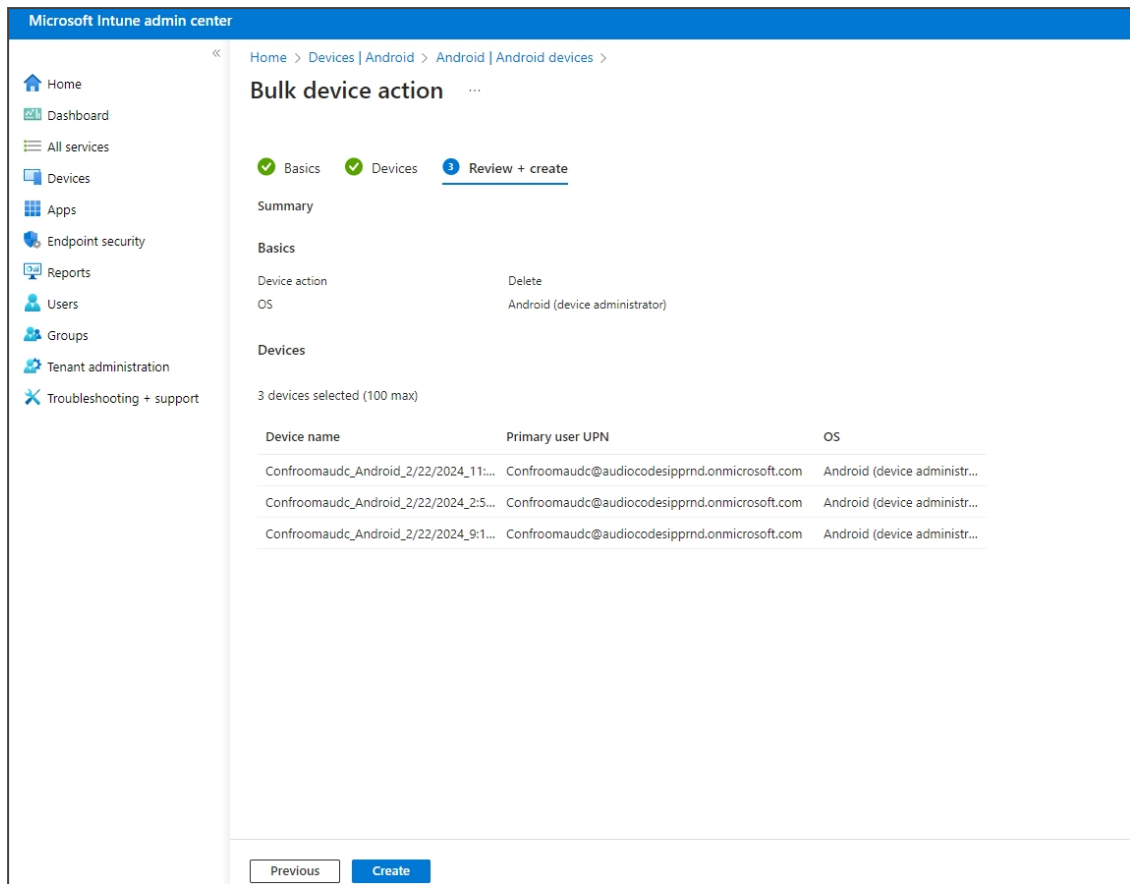 Microsoft Intune admin center
«
Home
Dashboard
All services
Devices
Apps
Endpoint security
Reports
Users
Groups
Tenant administration
Troubleshooting + support
Home > Devices | Android > Android | Android devices >
Bulk device action ...
Basics Devices 3 Review + create
Summary
Basics
Device action Delete
OS Android (device administrator)
Devices
3 devices selected (100 max)
Device name Primary user UPN OS
Confroomaudc_Android_2/22/2024_11:... Confroomaudc@audiocodesipprnd.onmicrosoft.com Android (device administr...
Confroomaudc_Android_2/22/2024_2:5... Confroomaudc@audiocodesipprnd.onmicrosoft.com Android (device administr...
Confroomaudc_Android_2/22/2024_9:1... Confroomaudc@audiocodesipprnd.onmicrosoft.com Android (device administr...
Previous Create